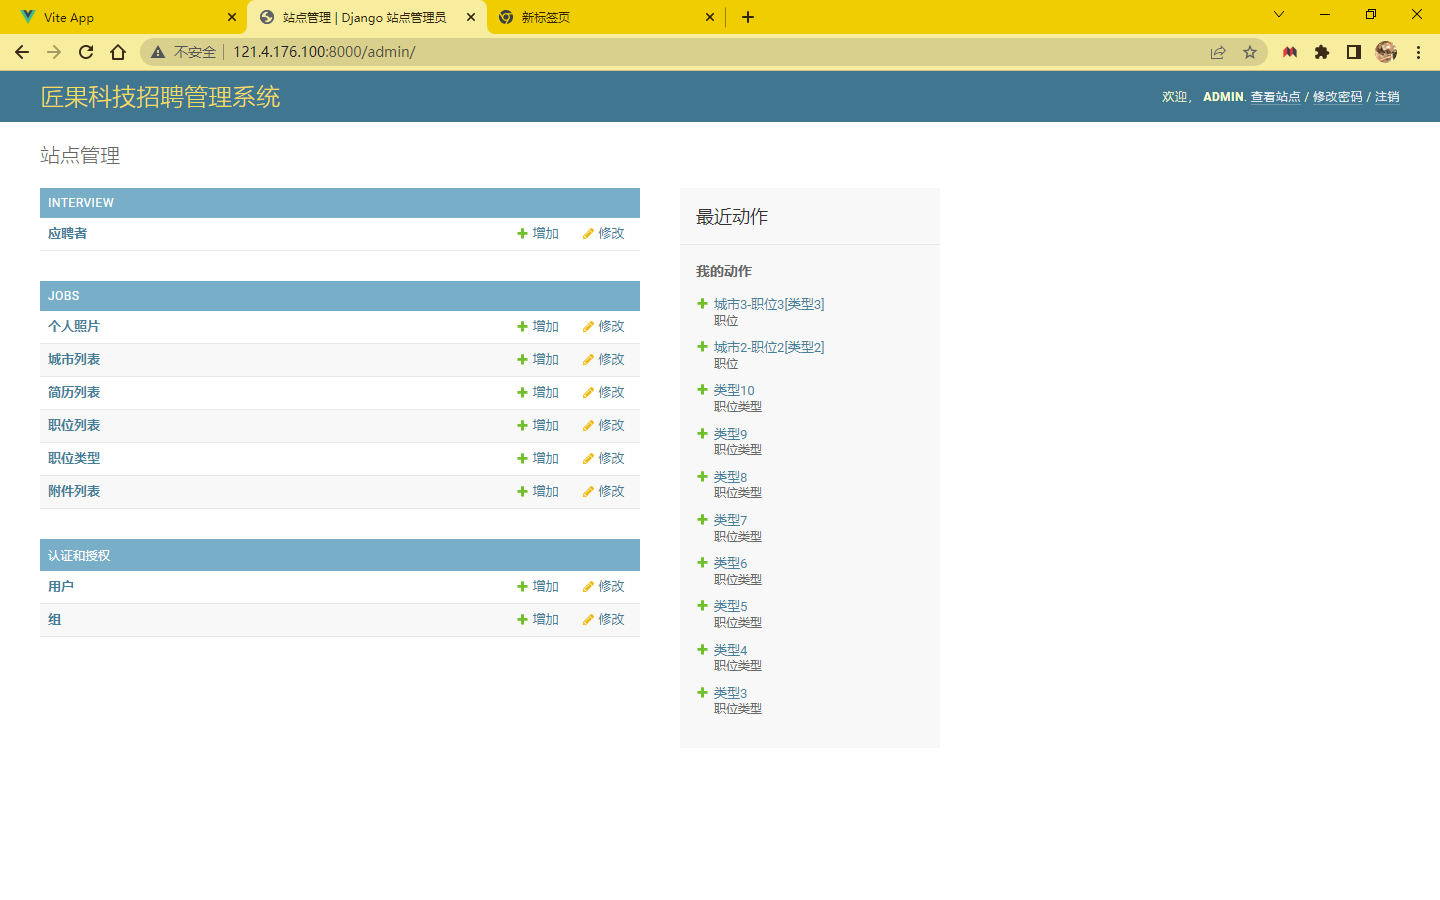 Vite App
站点管理 | Django 站点管理员
新标签页
不安全
121.4.176.100:8000/admin/
匠果科技招聘管理系统
欢迎， ADMIN. 查看站点 / 修改密码 / 注销
站点管理
INTERVIEW
应聘者 增加 修改
JOBS
个人照片 增加 修改
城市列表 增加 修改
简历列表 增加 修改
职位列表 增加 修改
职位类型 增加 修改
附件列表 增加 修改
认证和授权
用户 增加 修改
组 增加 修改
最近动作
我的动作
城市3-职位3[类型3]
职位
城市2-职位2[类型2]
职位
类型10
职位类型
类型9
职位类型
类型8
职位类型
类型7
职位类型
类型6
职位类型
类型5
职位类型
类型4
职位类型
类型3
职位类型